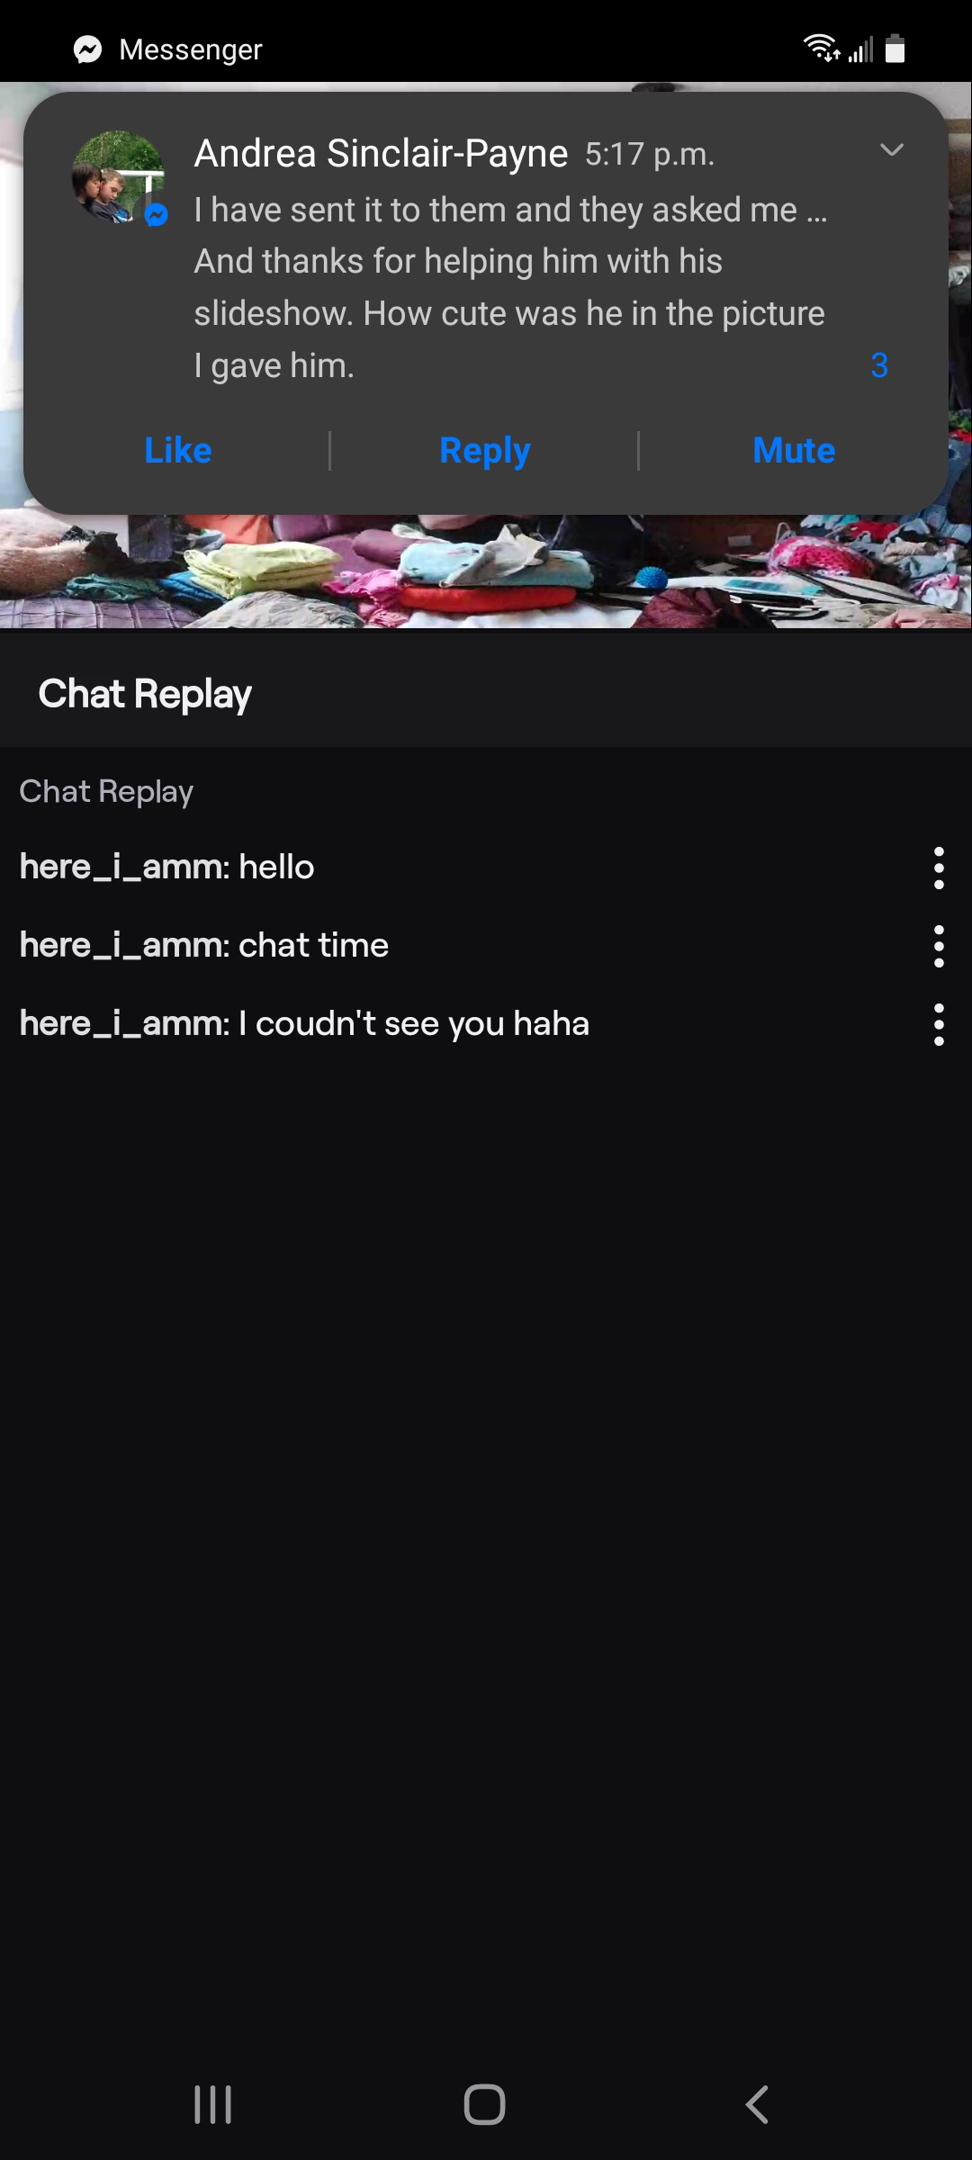 Messenger
Andrea Sinclair-Payne 5:17 p.m.
I have sent it to them and they asked me ...
And thanks for helping him with his
slideshow. How cute was he in the picture
I gave him.
3
Like
Reply
Mute
Chat Replay
Chat Replay
here_i_amm: hello
here_i_amm: chat time
here_i_amm: I coudn't see you haha